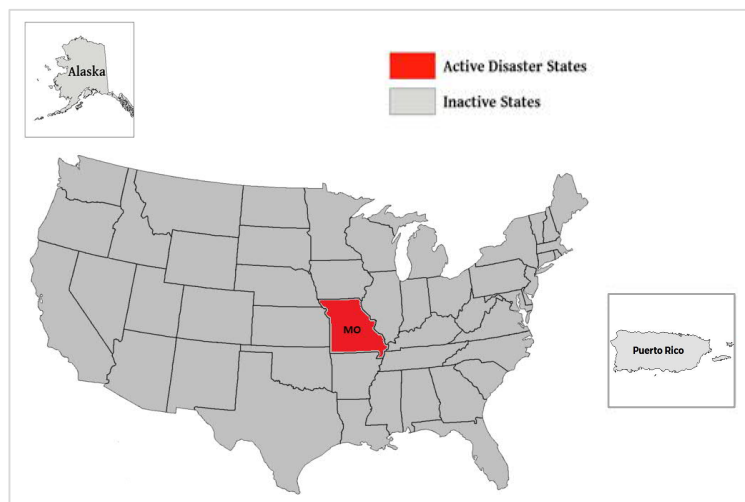 Alaska
Active Disaster States
Inactive States
MO
Puerto Rico